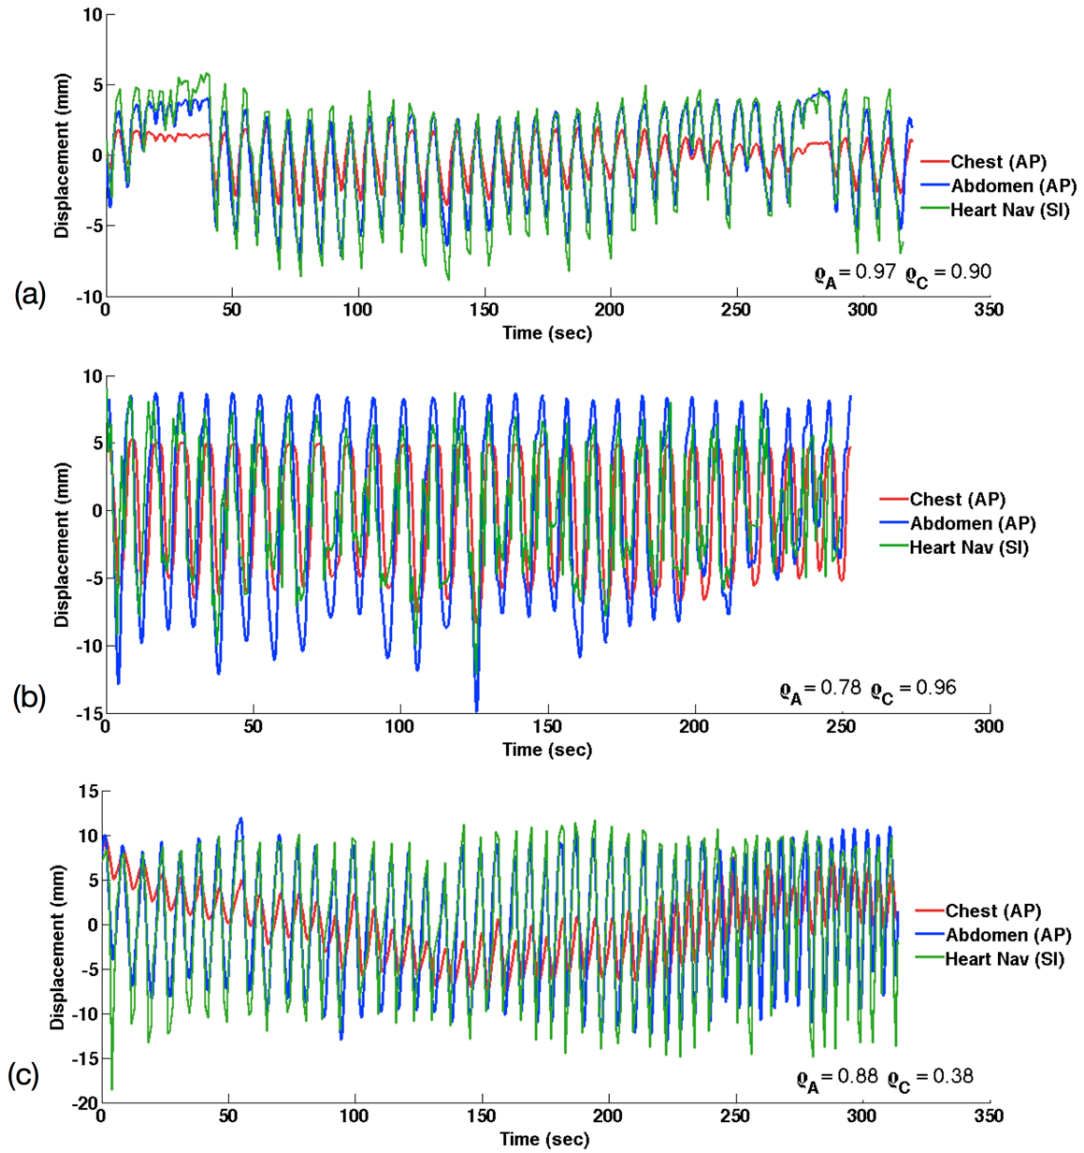 10
5
0
-5
-10
Displacement (mm)
Chest (AP)
Abdomen (AP)
Heart Nav (SI)
ϱA = 0.97 ϱC = 0.90
(a)
0 50 100 150 200 250 300 350
Time (sec)
10
5
0
-5
-10
-15
Displacement (mm)
Chest (AP)
Abdomen (AP)
Heart Nav (SI)
ϱA = 0.78 ϱC = 0.96
(b)
0 50 100 150 200 250 300
Time (sec)
15
10
5
0
-5
-10
-15
-20
Displacement (mm)
Chest (AP)
Abdomen (AP)
Heart Nav (SI)
ϱA = 0.88 ϱC = 0.38
(c)
0 50 100 150 200 250 300 350
Time (sec)